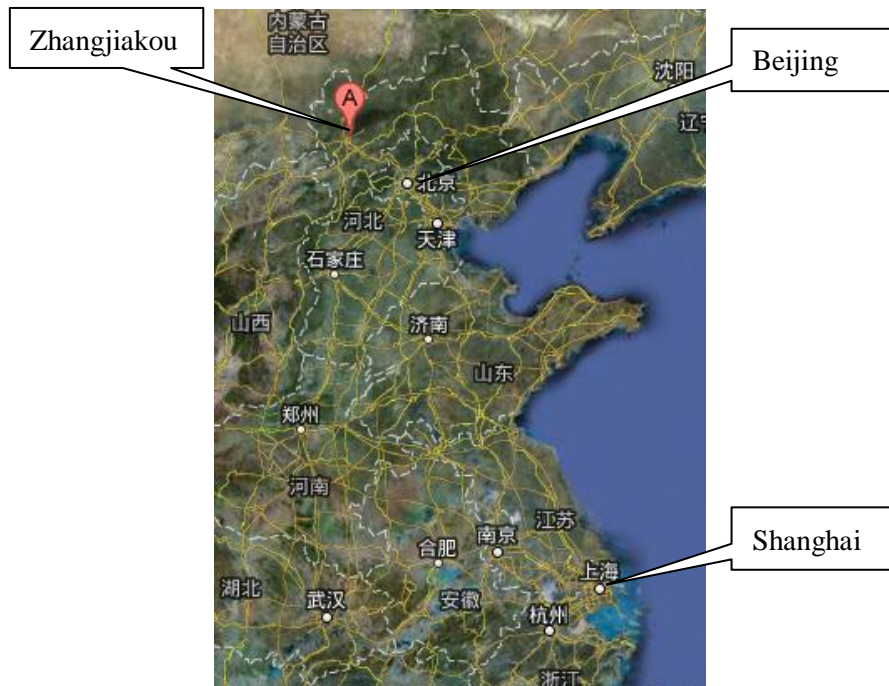 Zhangjiakou
Beijing
内蒙古
自治区
沈阳
A
辽宁
北京
河北
天津
石家庄
山西
济南
山东
郑州
河南
江苏
南京
合肥
Shanghai
上海
湖北
武汉
安徽
杭州
浙江